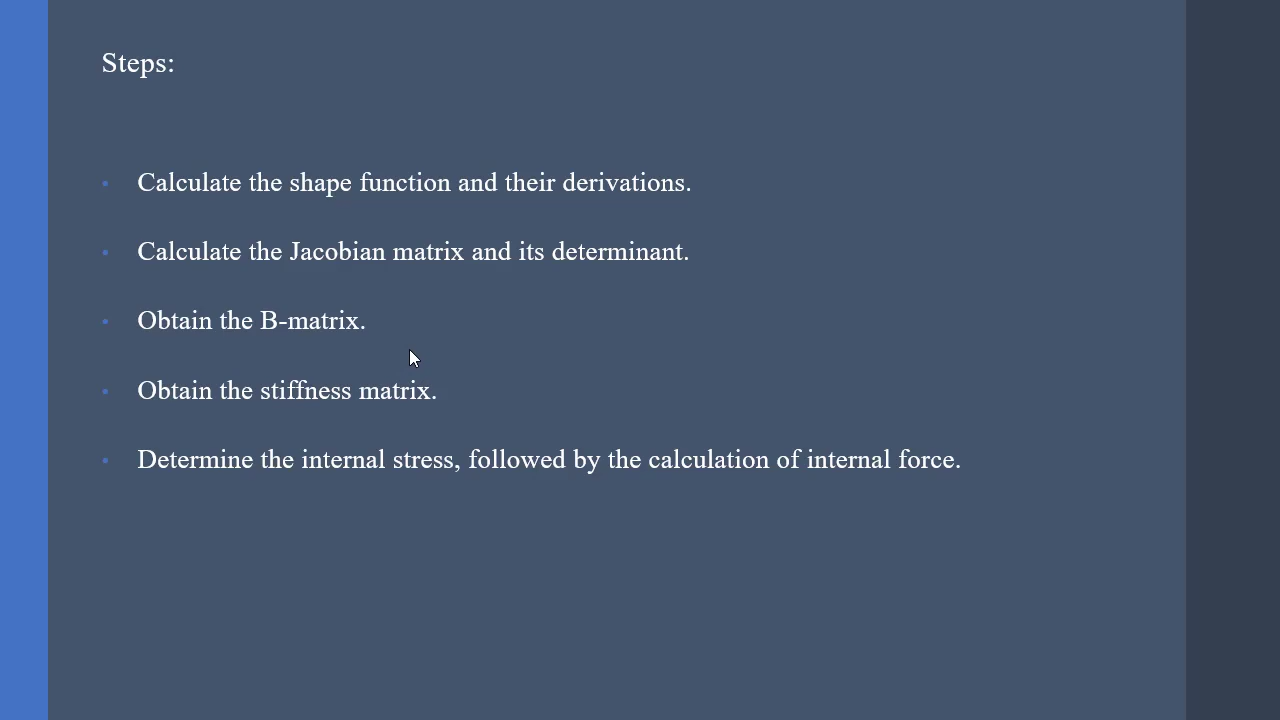 Steps:
• Calculate the shape function and their derivations.
• Calculate the Jacobian matrix and its determinant.
• Obtain the B-matrix.
• Obtain the stiffness matrix.
• Determine the internal stress, followed by the calculation of internal force.